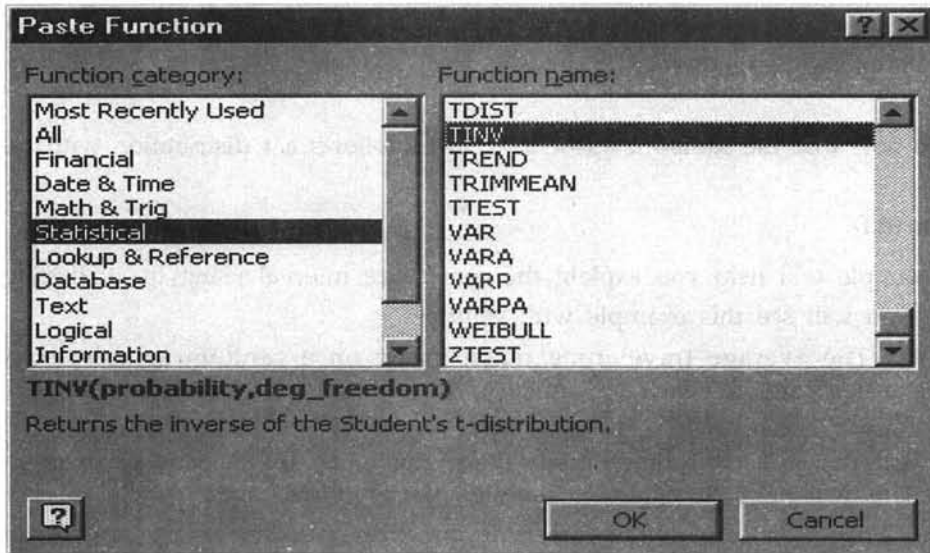 Paste Function
Function category:
Most Recently Used
All
Financial
Date & Time
Math & Trig
Statistical
Lookup & Reference
Database
Text
Logical
Information
Function name:
TDIST
TINV
TREND
TRIMMEAN
TTEST
VAR
VARA
VARP
VARPA
WEIBULL
ZTEST
TINV(probability,deg_freedom)
Returns the inverse of the Student's t-distribution.
OK
Cancel